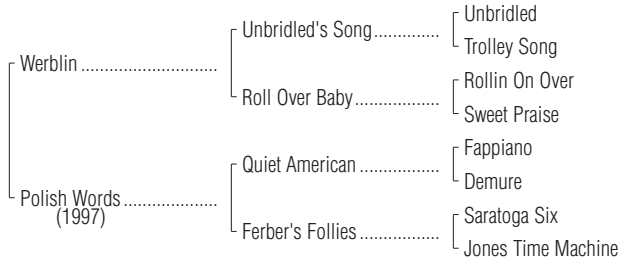 Unbridled
Unbridled's Song..............
Trolley Song
Werblin ...........................
Rollin On Over
Roll Over Baby.................
Sweet Praise
Fappiano
Quiet American ................
Demure
Polish Words ..................
(1997)
Saratoga Six
Ferber's Follies ................
Jones Time Machine